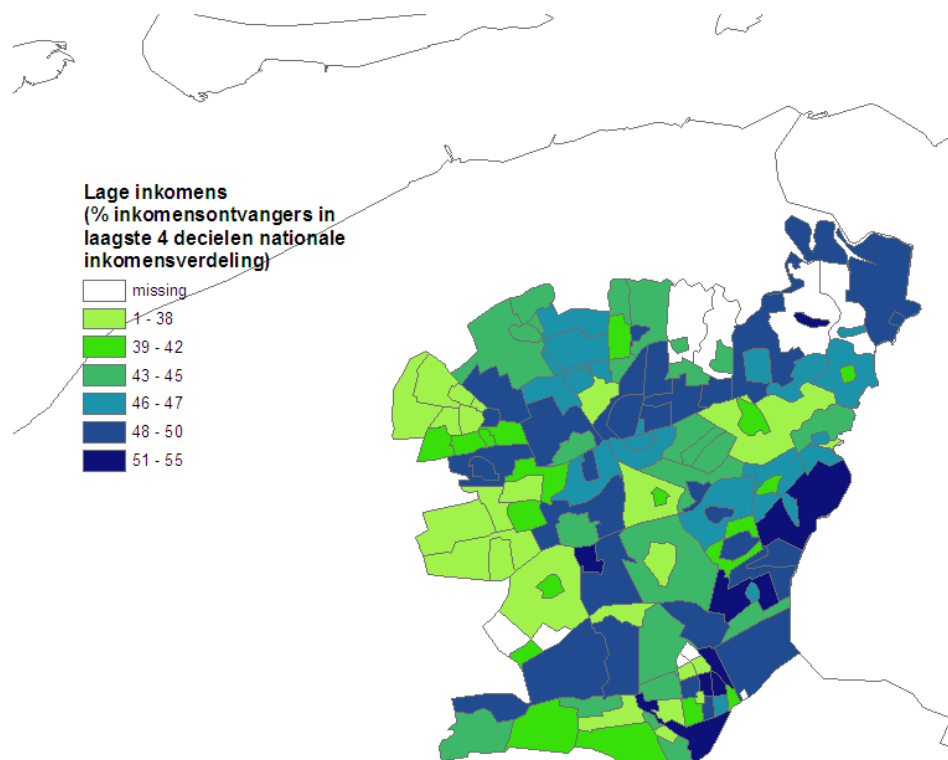 Lage inkomens
(% inkomensontvangers in
laagste 4 decielen nationale
inkomensverdeling)
missing
1 - 38
39 - 42
43 - 45
46 - 47
48 - 50
51 - 55